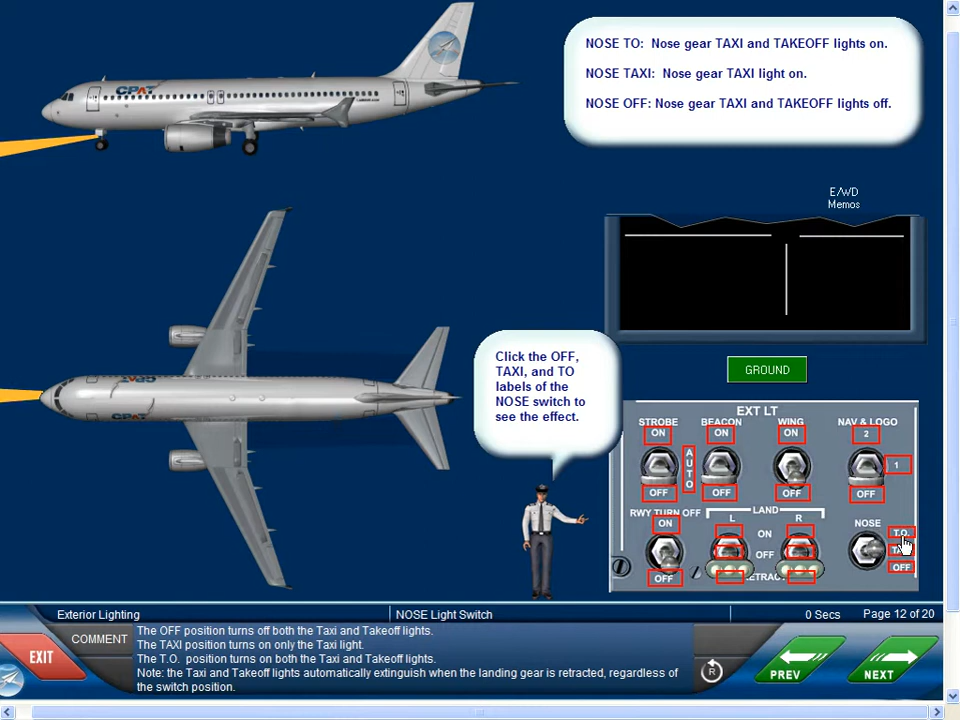 NOSE TO: Nose gear TAXI and TAKEOFF lights on.
NOSE TAXI: Nose gear TAXI light on.
NOSE OFF: Nose gear TAXI and TAKEOFF lights off.
CPAT
E/WD
Memos
Click the OFF,
TAXI, and TO
labels of the
NOSE switch to
see the effect.
GROUND
EXT LT
STROBE BEACON WING NAV & LOGO
ON ON ON 2
AUTO
1
OFF OFF OFF OFF
RWY TURN OFF LAND
ON L R NOSE
ON T.O.
OFF
OFF
OFF
CPAT
CPAT
Exterior Lighting NOSE Light Switch 0 Secs Page 12 of 20
EXIT
COMMENT
The OFF position turns off both the Taxi and Takeoff lights.
The TAXI position turns on only the Taxi light.
The T.O. position turns on both the Taxi and Takeoff lights.
Note: the Taxi and Takeoff lights automatically extinguish when the landing gear is retracted, regardless of
the switch position.
R
PREV
NEXT